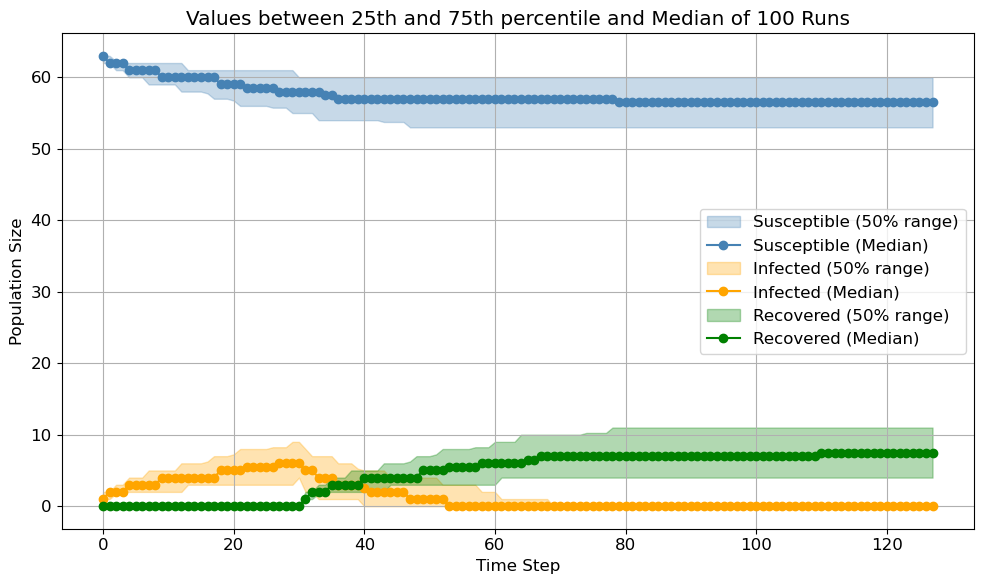 Values between 25th and 75th percentile and Median of 100 Runs
Population Size
60
50
40
30
20
10
0
Susceptible (50% range)
Susceptible (Median)
Infected (50% range)
Infected (Median)
Recovered (50% range)
Recovered (Median)
0 20 40 60 80 100 120
Time Step